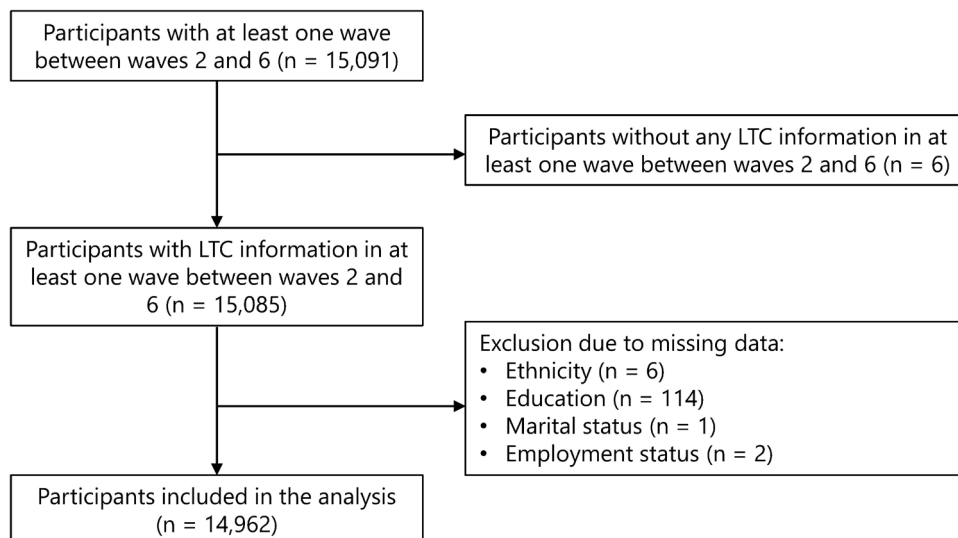 Participants with at least one wave
between waves 2 and 6 (n = 15,091)
Participants without any LTC information in at
least one wave between waves 2 and 6 (n = 6)
Participants with LTC information in at
least one wave between waves 2 and
6 (n = 15,085)
Exclusion due to missing data:
• Ethnicity (n = 6)
• Education (n = 114)
• Marital status (n = 1)
• Employment status (n = 2)
Participants included in the analysis
(n = 14,962)